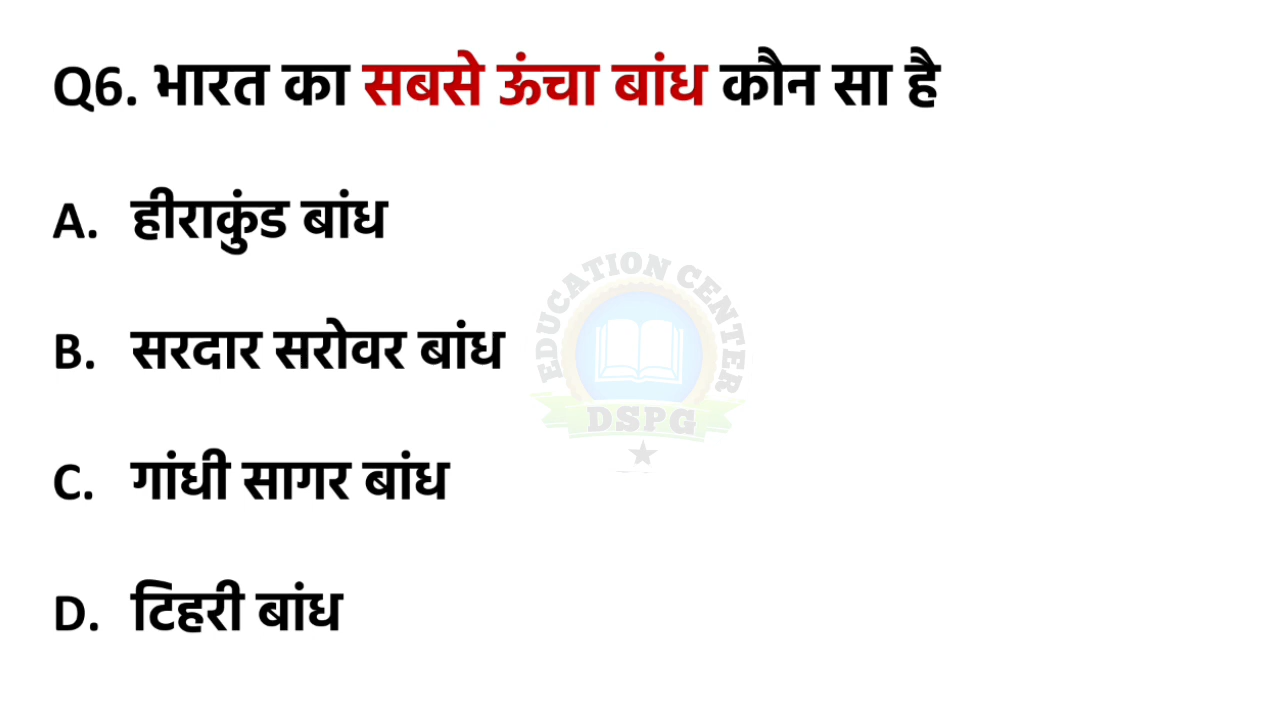 Q6. भारत का सबसे ऊंचा बांध कौन सा है
A. हीराकुंड बांध
B. सरदार सरोवर बांध
EDUCATION CENTER
DSPG
C. गांधी सागर बांध
D. टिहरी बांध